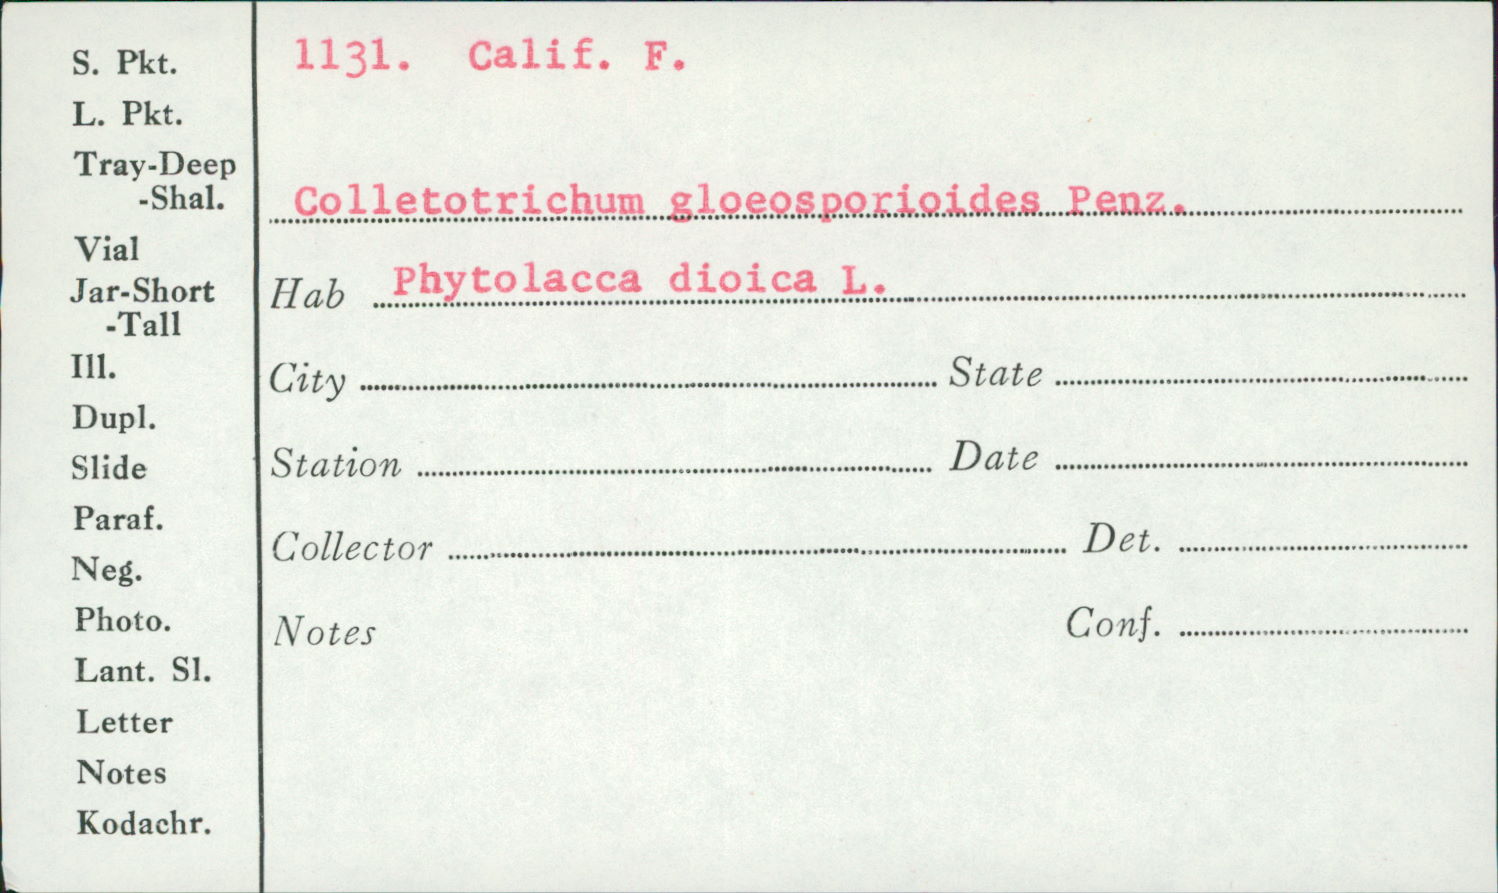 S. Pkt.
L. Pkt.
Tray-Deep
-Shal.
Vial
Jar-Short
-Tall
Ill.
Dupl.
Slide
Paraf.
Neg.
Photo.
Lant. Sl.
Letter
Notes
Kodachr.
1131. Calif. F.
Colletotrichum gloeosporioides Penz.
Hab Phytolacca dioica L.
City State
Station Date
Collector Det.
Notes Conf.